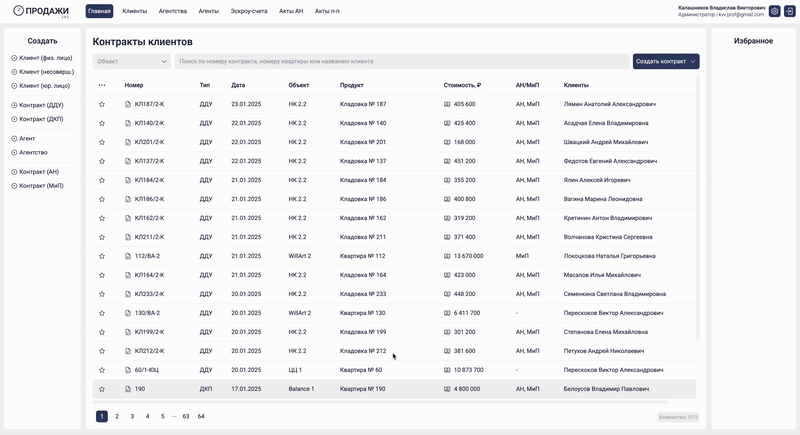 ПРОДАЖИ
Главная
Клиенты
Агентства
Агенты
Эскроу-счета
Акты АН
Акты п-п
Калашников Владислав Викторович
Администратор | kvv.prof@gmail.com
Создать
Клиент (физ. лицо)
Клиент (несоверш.)
Клиент (юр. лицо)
Контракт (ДДУ)
Контракт (ДКП)
Агент
Агентство
Контракт (АН)
Контракт (МиП)
Контракты клиентов
Объект
Поиск по номеру контракта, номеру квартиры или названию клиента
Создать контракт
Номер Тип Дата Объект Продукт Стоимость, ₽ АН/МиП Клиенты
КЛ187/2-К ДДУ 23.01.2025 НК 2.2 Кладовка № 187 405 600 АН, МиП Лямин Анатолий Александрович
КЛ140/2-К ДДУ 22.01.2025 НК 2.2 Кладовка № 140 425 400 АН, МиП Асадчая Елена Владимировна
КЛ201/2-К ДДУ 22.01.2025 НК 2.2 Кладовка № 201 168 000 АН, МиП Швацкий Андрей Михайлович
КЛ137/2-К ДДУ 22.01.2025 НК 2.2 Кладовка № 137 451 200 АН, МиП Федотов Евгений Александрович
КЛ184/2-К ДДУ 21.01.2025 НК 2.2 Кладовка № 184 355 200 АН, МиП Ялин Алексей Игоревич
КЛ186/2-К ДДУ 21.01.2025 НК 2.2 Кладовка № 186 400 800 АН, МиП Вагина Марина Леонидовна
КЛ162/2-К ДДУ 21.01.2025 НК 2.2 Кладовка № 162 319 200 АН, МиП Кретинин Антон Владимирович
КЛ211/2-К ДДУ 21.01.2025 НК 2.2 Кладовка № 211 371 400 АН, МиП Волчанова Кристина Сергеевна
112/ВА-2 ДДУ 21.01.2025 WillArt 2 Квартира № 112 13 670 000 МиП Локоцкова Наталья Григорьевна
КЛ164/2-К ДДУ 21.01.2025 НК 2.2 Кладовка № 164 423 000 АН, МиП Масалов Илья Михайлович
КЛ233/2-К ДДУ 20.01.2025 НК 2.2 Кладовка № 233 448 200 АН, МиП Семенкина Светлана Владимировна
130/ВА-2 ДДУ 20.01.2025 WillArt 2 Квартира № 130 6 411 700 - Перескоков Виктор Александрович
КЛ199/2-К ДДУ 20.01.2025 НК 2.2 Кладовка № 199 301 200 АН, МиП Степанова Елена Михайловна
КЛ212/2-К ДДУ 20.01.2025 НК 2.2 Кладовка № 212 381 600 АН, МиП Петухов Андрей Николаевич
60/1-ЮЦ ДДУ 20.01.2025 ЦЦ 1 Квартира № 60 10 873 700 - Перескоков Виктор Александрович
190 ДКП 17.01.2025 Balance 1 Квартира № 190 4 800 000 АН, МиП Белоусов Владимир Павлович
1 2 3 4 5 ··· 63 64
Количество: 1272
Избранное